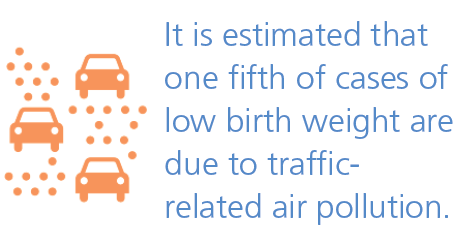 It is estimated that
one fifth of cases of
low birth weight are
due to traffic-
related air pollution.